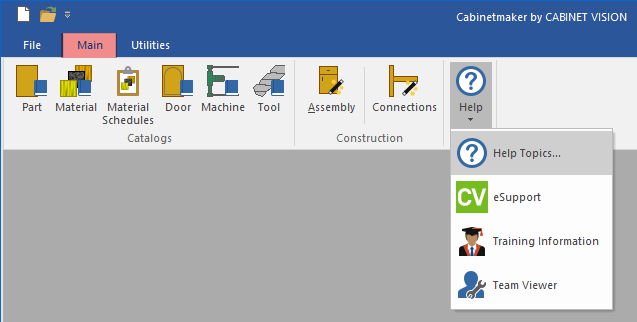 Cabinetmaker by CABINET VISION
File Main Utilities
Part Material Material Schedules Door Machine Tool Assembly Connections Help
Catalogs Construction
Help Topics...
CV eSupport
Training Information
Team Viewer